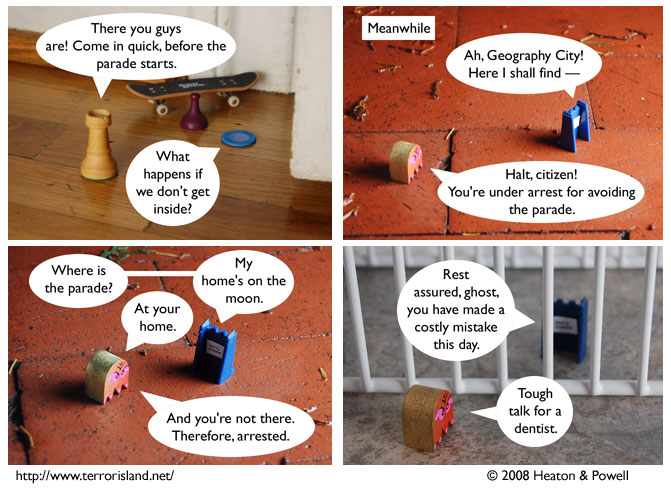 There you guys
are! Come in quick, before the
parade starts.
What
happens if
we don't get
inside?
Meanwhile
Ah, Geography City!
Here I shall find —
Halt, citizen!
You're under arrest for avoiding
the parade.
Where is
the parade?
My
home's on the
moon.
At your
home.
And you're not there.
Therefore, arrested.
Rest
assured, ghost,
you have made a
costly mistake
this day.
Tough
talk for a
dentist.
http://www.terrorisland.net/
© 2008 Heaton & Powell